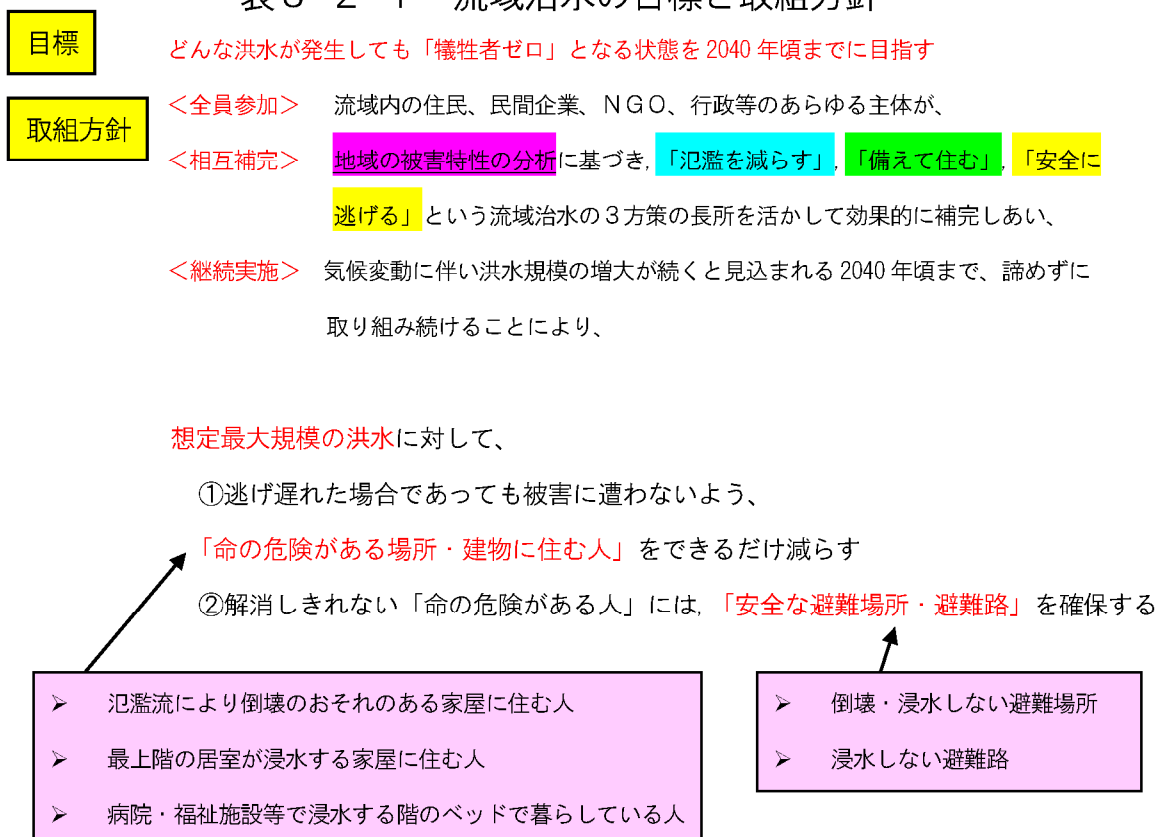 表３－２－１　流域治水の目標と取組方針
目標
どんな洪水が発生しても「犠牲者ゼロ」となる状態を2040年頃までに目指す
取組方針
＜全員参加＞　流域内の住民、民間企業、ＮＧＯ、行政等のあらゆる主体が、
＜相互補完＞　地域の被害特性の分析に基づき,「氾濫を減らす」,「備えて住む」,「安全に
逃げる」という流域治水の３方策の長所を活かして効果的に補完しあい、
＜継続実施＞　気候変動に伴い洪水規模の増大が続くと見込まれる2040年頃まで、諦めずに
取り組み続けることにより、
想定最大規模の洪水に対して、
①逃げ遅れた場合であっても被害に遭わないよう、
「命の危険がある場所・建物に住む人」をできるだけ減らす
②解消しきれない「命の危険がある人」には,「安全な避難場所・避難路」を確保する
➢ 氾濫流により倒壊のおそれのある家屋に住む人
➢ 最上階の居室が浸水する家屋に住む人
➢ 病院・福祉施設等で浸水する階のベッドで暮らしている人
➢ 倒壊・浸水しない避難場所
➢ 浸水しない避難路